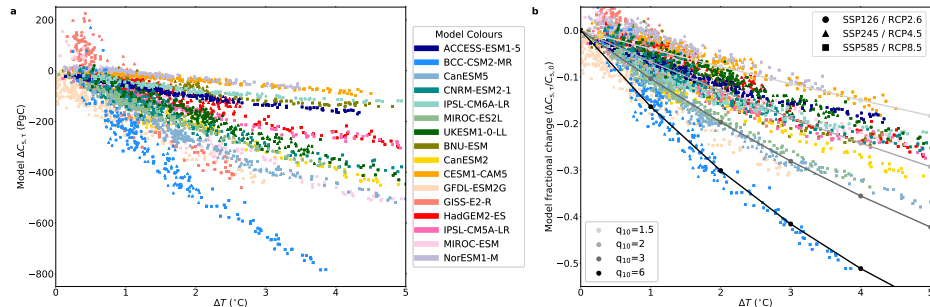 a
200
0
−200
−400
−600
−800
Model ΔC_{s, τ} (PgC)
0
1
2
3
4
5
ΔT (°C)
Model Colours
ACCESS-ESM1-5
BCC-CSM2-MR
CanESM5
CNRM-ESM2-1
IPSL-CM6A-LR
MIROC-ES2L
UKESM1-0-LL
BNU-ESM
CanESM2
CESM1-CAM5
GFDL-ESM2G
GISS-E2-R
HadGEM2-ES
IPSL-CM5A-LR
MIROC-ESM
NorESM1-M
b
0.0
−0.1
−0.2
−0.3
−0.4
−0.5
Model fractional change (ΔC_{s, τ}/C_{s, 0})
0
1
2
3
4
5
ΔT (°C)
SSP126 / RCP2.6
SSP245 / RCP4.5
SSP585 / RCP8.5
q₁₀=1.5
q₁₀=2
q₁₀=3
q₁₀=6